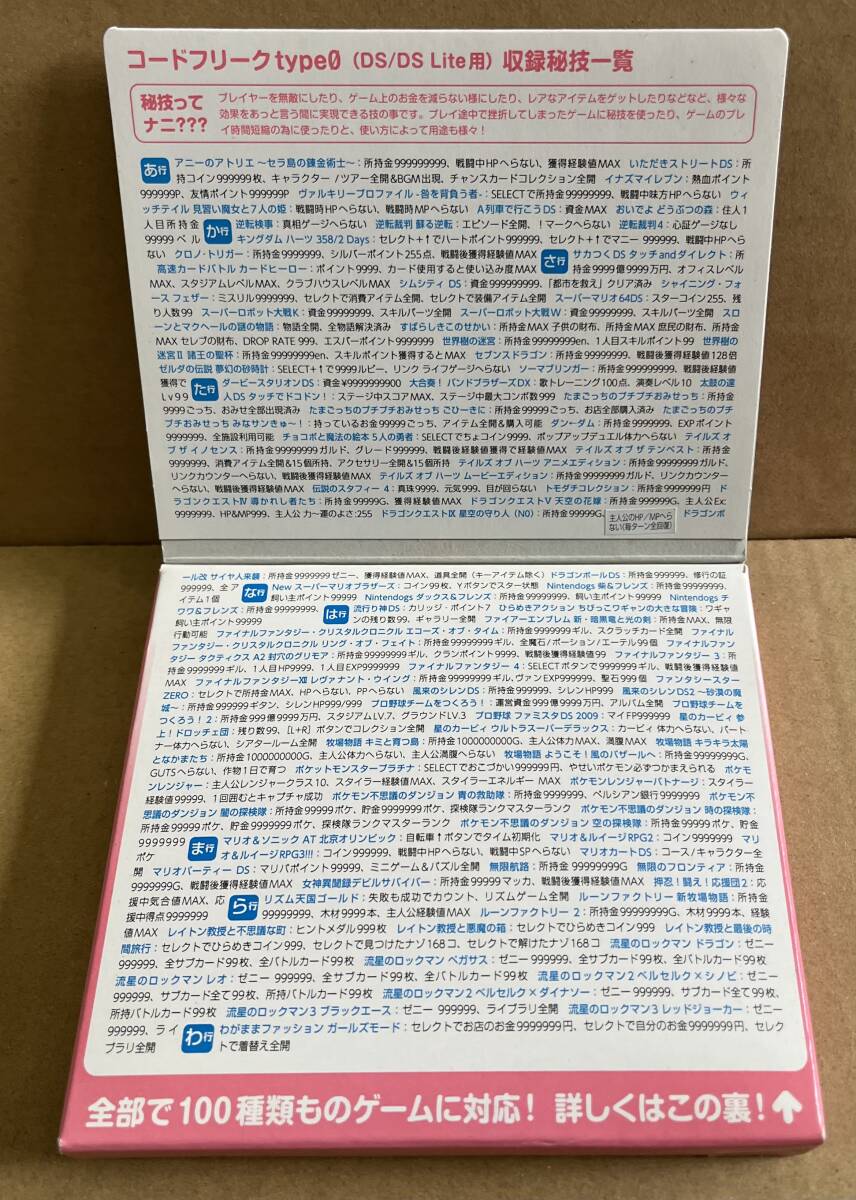 コードフリークtype0（DS/DS Lite用）収録秘技一覧
秘技って
ナニ???
プレイヤーを無敵にしたり、ゲーム上のお金を減らない様にしたり、レアなアイテムをゲットしたりなどなど、様々な
効果をあっと言う間に実現できる技の事です。プレイ途中で挫折してしまったゲームに秘技を使ったり、ゲームのプレ
イ時間短縮の為に使ったりと、使い方によって用途も様々！
あ行 アニーのアトリエ ～セラ島の錬金術士～：所持金999999999、戦闘中HPへらない、獲得経験値MAX いただきストリートDS：所
持コイン999999枚、キャラクター/ツアー全開&BGM出現、チャンスカードコレクション全開 イナズマイレブン：熱血ポイント
999999P、友情ポイント999999P ヴァルキリープロファイル -咎を背負う者-：SELECTで所持金99999999、戦闘中味方HPへらない ウィ
ッチテイル 見習い魔女と7人の姫：戦闘時HPへらない、戦闘時MPへらない A列車で行こうDS：資金MAX おいでよ どうぶつの森：住人1
人目所持金 か行 逆転検事：真相ゲージへらない 逆転裁判 蘇る逆転：エピソード全開、！マークへらない 逆転裁判4：心証ゲージなし
99999ベル キングダム ハーツ 358/2 Days：セレクト+↑でハートポイント999999、セレクト+↑でマニー 999999、戦闘中HPへら
ない クロノ・トリガー：所持金9999999、シルバーポイント255点、戦闘後獲得経験値MAX さ行 サカつくDS タッチandダイレクト：所
高速カードバトル カードヒーロー：ポイント9999、カード使用すると使い込み度MAX 持金9999億9999万円、オフィスレベル
MAX、スタジアムレベルMAX、クラブハウスレベルMAX シムシティ DS：資金999999、「都市を救え」クリア済み シャイニング・フォ
ース フェザー：ミスリル9999999、セレクトで消費アイテム全開、セレクトで装備アイテム全開 スーパーマリオ64DS：スターコイン255、残
り人数99 スーパーロボット大戦K：資金99999999、スキルパーツ全開 スーパーロボット大戦W：資金99999999、スキルパーツ全開 スロ
ーンとマクヘールの謎の物語：物語全開、全物語解決済み すばらしきこのせかい：所持金MAX 子供の財布、所持金MAX 庶民の財布、所持金
MAX セレブの財布、DROP RATE 999、エスパーポイント9999999 世界樹の迷宮：所持金99999999en、1人目スキルポイント99 世界樹の
迷宮II 諸王の聖杯：所持金99999999en、スキルポイント獲得するとMAX セブンスドラゴン：所持金9999999、戦闘後獲得経験値128倍
ゼルダの伝説 夢幻の砂時計：SELECT+↑で9999ルピー、リンク ライフゲージへらない ソーマブリンガー：所持金99999999、戦闘後経験値
獲得で た行 ダービースタリオンDS：資金¥9999999900 大合奏！バンドブラザーズDX：歌トレーニング100点、演奏レベル10 太鼓の達
Lv99 人DS タッチでドコドン！：ステージ中スコアMAX、ステージ中最大コンボ数999 たまごっちのプチプチおみせっち：所持金
9999ごっち、おみせ全部出現済み たまごっちのプチプチおみせっち ごひーきに：所持金99999ごっち、お店全部購入済み たまごっちのプチ
プチおみせっち みなサンきゅ～！：持っているお金99999ごっち、アイテム全開&購入可能 ダン←ダム：所持金9999999、EXPポイント
9999999、全施設利用可能 チョコボと魔法の絵本 5人の勇者：SELECTでちょコイン9999、ポップアップデュエル体力へらない テイルズ オ
ブ ザ イノセンス：所持金99999999ガルド、グレード999999、戦闘後経験値獲得で経験値MAX テイルズ オブ ザ テンペスト：所持金
99999999、消費アイテム全開&15個所持、アクセサリー全開&15個所持 テイルズ オブ ハーツ アニメエディション：所持金99999999ガルド、
リンクカウンターへらない、戦闘後獲得経験値MAX テイルズ オブ ハーツ ムービーエディション：所持金99999999ガルド、リンクカウンター
へらない、戦闘後獲得経験値MAX 伝説のスタフィー 4：真珠9999、元気999、目が回らない トモダチコレクション：所持金9999999円 ド
ラゴンクエストIV 導かれし者たち：所持金99999G、獲得経験値MAX ドラゴンクエストV 天空の花嫁：所持金999999G、主人公Ex:
9999999、HP&MP999、主人公 力～運のよさ:255 ドラゴンクエストIX 星空の守り人（N0）：所持金99999G、主人公のHP／MPへら
ない(毎ターン全回復) ドラゴンボ
ール改 サイヤ人来襲：所持金9999999ゼニー、獲得経験値MAX、道具全開（キーアイテム除く）ドラゴンボールDS：所持金999999、修行の証
999999、全ア な行 New スーパーマリオブラザーズ：コイン99枚、Yボタンでスター状態 Nintendogs 柴&フレンズ：所持金99999999、
イテム1個 飼い主ポイント99999 Nintendogs ダックス&フレンズ：所持金99999999、飼い主ポイント99999 Nintendogs チ
ワワ&フレンズ：所持金99999999、 は行 流行り神DS：カリッジ・ポイント7 ひらめきアクション ちびっこワギャンの大きな冒険：ワギャ
飼い主ポイント99999 ンの残り数99、ギャラリー全開 ファイアーエムブレム 新・暗黒竜と光の剣：所持金MAX、無限
行動可能 ファイナルファンタジー・クリスタルクロニクル エコーズ・オブ・タイム：所持金9999999ギル、スクラッチカード全開 ファイナル
ファンタジー・クリスタルクロニクル リング・オブ・フェイト：所持金9999999ギル、全魔石/ポーション/エーテル99個 ファイナルファン
タジー タクティクス A2 封穴のグリモア：所持金9999999ギル、クランポイント9999、戦闘後獲得経験値99 ファイナルファンタジー 3：所
持金9999999ギル、1人目HP9999、1人目EXP9999999 ファイナルファンタジー 4：SELECTボタンで9999999ギル、戦闘後獲得経験値
MAX ファイナルファンタジーXII レヴァナント・ウイング：所持金9999999ギル、ヴァンEXP999999、聖石999個 ファンタシースター
ZERO：セレクトで所持金MAX、HPへらない、PPへらない 風来のシレンDS：所持金999999、シレンHP999 風来のシレンDS2 ～砂漠の魔
城～：所持金999999ギタン、シレンHP999/999 プロ野球チームをつくろう！：運営資金999億9999万円、アルバム全開 プロ野球チームを
つくろう！2：所持金999億9999万円、スタジアムLV.7、グラウンドLV.3 プロ野球 ファミスタDS 2009：マイFP999999 星のカービィ 参
上！ドロッチェ団：残り数99、[L+R]ボタンでコレクション全開 星のカービィ ウルトラスーパーデラックス：カービィ 体力へらない、パート
ナー体力へらない、シアタールーム全開 牧場物語 キミと育つ島：所持金1000000000G、主人公体力MAX、満腹MAX 牧場物語 キラキラ太陽
となかまたち：所持金1000000000G、主人公体力へらない、主人公満腹へらない 牧場物語 ようこそ！風のバザールへ：所持金99999999G、
GUTSへらない、作物1日で育つ ポケットモンスタープラチナ：SELECTでおこづかい999999円、やせいポケモン必ずつかまえられる ポケモ
ンレンジャー：主人公レンジャークラス10、スタイラー経験値MAX、スタイラーエネルギー MAX ポケモンレンジャーバトナージ：スタイラー
経験値99999、1回囲むとキャプチャ成功 ポケモン不思議のダンジョン 青の救助隊：所持金99999、ペルシアン銀行9999999 ポケモン不
思議のダンジョン 闇の探検隊：所持金99999ポケ、貯金9999999ポケ、探検隊ランクマスターランク ポケモン不思議のダンジョン 時の探検隊：
所持金99999ポケ、貯金9999999ポケ、探検隊ランクマスターランク ポケモン不思議のダンジョン 空の探検隊：所持金99999ポケ、貯金
9999999 ま行 マリオ&ソニック AT 北京オリンピック：自転車↑ボタンでタイム初期化 マリオ&ルイージRPG2：コイン999999 マリ
ポケ オ&ルイージRPG3!!!：コイン999999、戦闘中HPへらない、戦闘中SPへらない マリオカートDS：コース/キャラクター全
開 マリオパーティー DS：マリパポイント99999、ミニゲーム&パズル全開 無限航路：所持金 99999999G 無限のフロンティア：所持金
9999999G、戦闘後獲得経験値MAX 女神異聞録デビルサバイバー：所持金99999マッカ、戦闘後獲得経験値MAX 押忍！闘え！応援団2：応
援中気合値MAX、応 ら行 リズム天国ゴールド：失敗も成功でカウント、リズムゲーム全開 ルーンファクトリー 新牧場物語：所持金
援中得点9999999 99999999、木材9999本、主人公経験値MAX ルーンファクトリー 2：所持金99999999G、木材9999本、経験
値MAX レイトン教授と不思議な町：ヒントメダル999枚 レイトン教授と悪魔の箱：セレクトでひらめきコイン999 レイトン教授と最後の時
間旅行：セレクトでひらめきコイン999、セレクトで見つけたナゾ168コ、セレクトで解けたナゾ168コ 流星のロックマン ドラゴン：ゼニー
999999、全サブカード99枚、全バトルカード99枚 流星のロックマン ペガサス：ゼニー999999、全サブカード99枚、全バトルカード99枚
流星のロックマン レオ：ゼニー 999999、全サブカード99枚、全バトルカード99枚 流星のロックマン2 ベルセルク×シノビ：ゼニー
999999、サブカード全て99枚、所持バトルカード99枚 流星のロックマン2 ベルセルク×ダイナソー：ゼニー 999999、サブカード全て99枚、
所持バトルカード99枚 流星のロックマン3 ブラックエース：ゼニー 999999、ライブラリ全開 流星のロックマン3 レッドジョーカー：ゼニー
999999、ライ わ行 わがままファッション ガールズモード：セレクトでお店のお金9999999円、セレクトで自分のお金9999999円、セレク
ブラリ全開 トで着替え全開
全部で100種類ものゲームに対応！ 詳しくはこの裏！↑